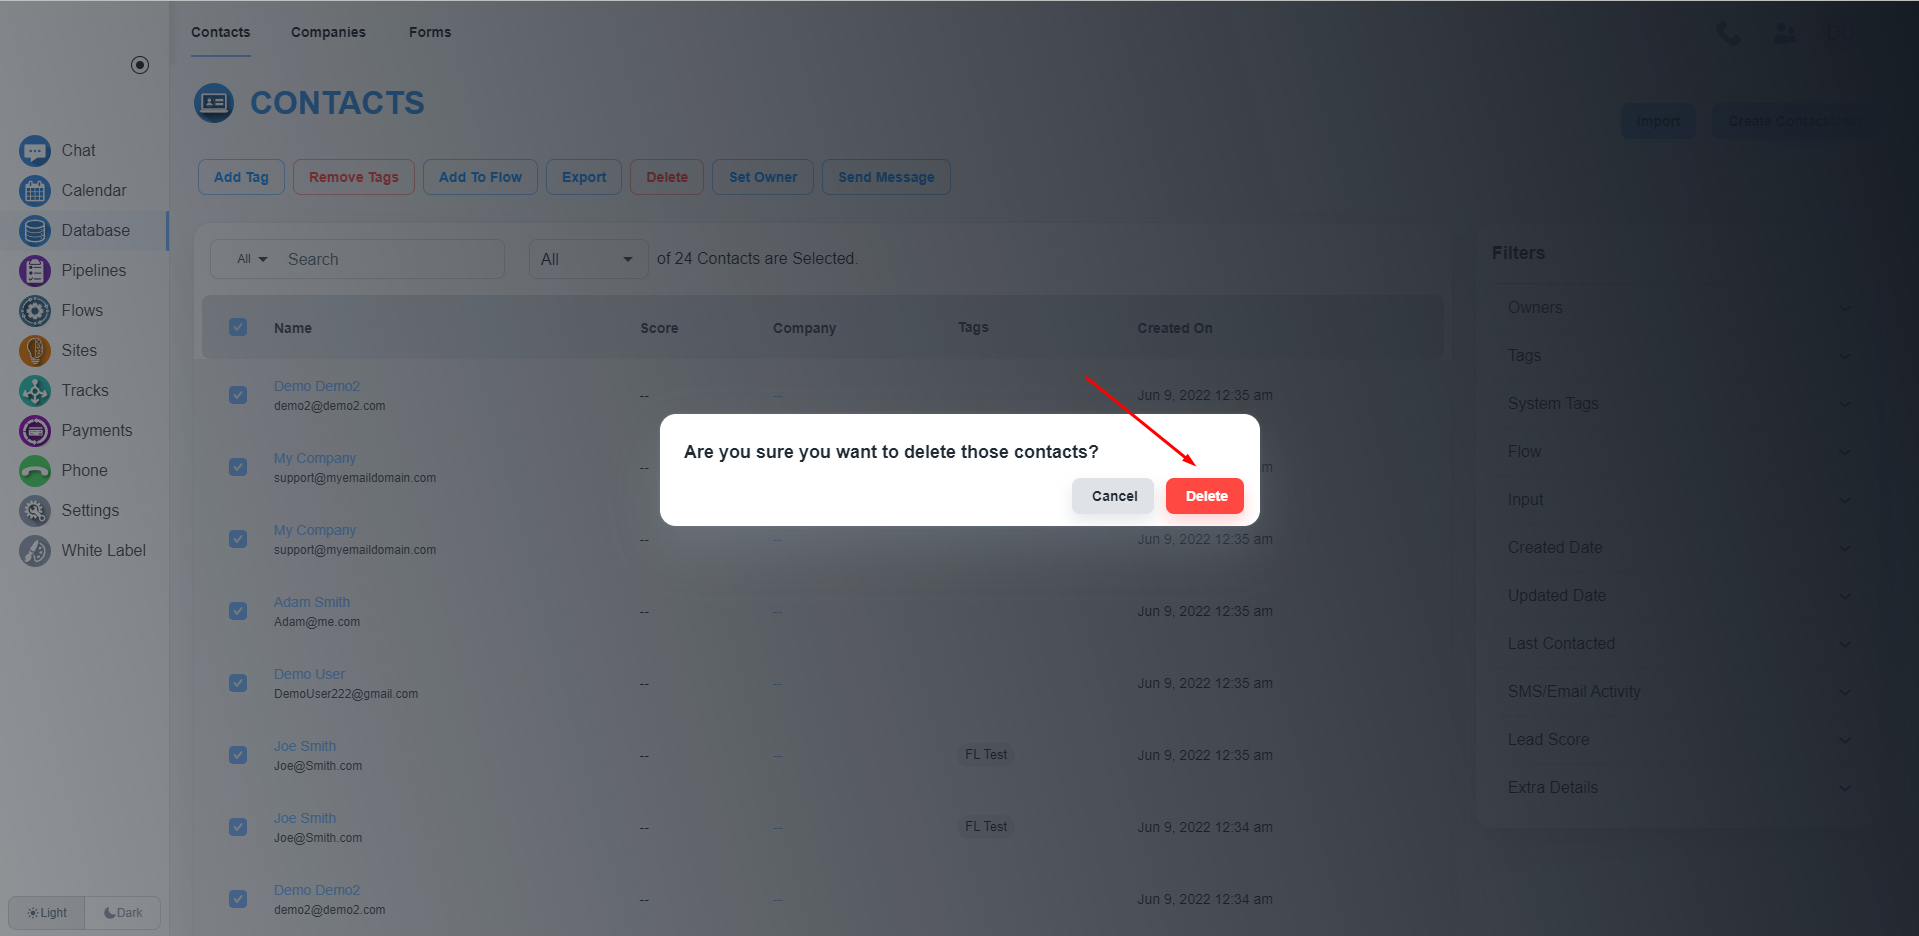 Contacts Companies Forms
CONTACTS
Import
Create Contact
Chat
Calendar
Database
Pipelines
Flows
Sites
Tracks
Payments
Phone
Settings
White Label
Light Dark
Add Tag Remove Tags Add To Flow Export Delete Set Owner Send Message
All Search All of 24 Contacts are Selected.
Name Score Company Tags Created On
Demo Demo2
demo2@demo2.com -- -- Jun 9, 2022 12:35 am
My Company
support@myemaildomain.com -- m
My Company
support@myemaildomain.com -- -- Jun 9, 2022 12:35 am
Adam Smith
Adam@me.com -- -- Jun 9, 2022 12:35 am
Demo User
DemoUser222@gmail.com -- -- Jun 9, 2022 12:35 am
Joe Smith
Joe@Smith.com -- -- FL Test Jun 9, 2022 12:35 am
Joe Smith
Joe@Smith.com -- -- FL Test Jun 9, 2022 12:34 am
Demo Demo2
demo2@demo2.com -- -- Jun 9, 2022 12:34 am
Are you sure you want to delete those contacts?
Cancel Delete
Filters
Owners
Tags
System Tags
Flow
Input
Created Date
Updated Date
Last Contacted
SMS/Email Activity
Lead Score
Extra Details